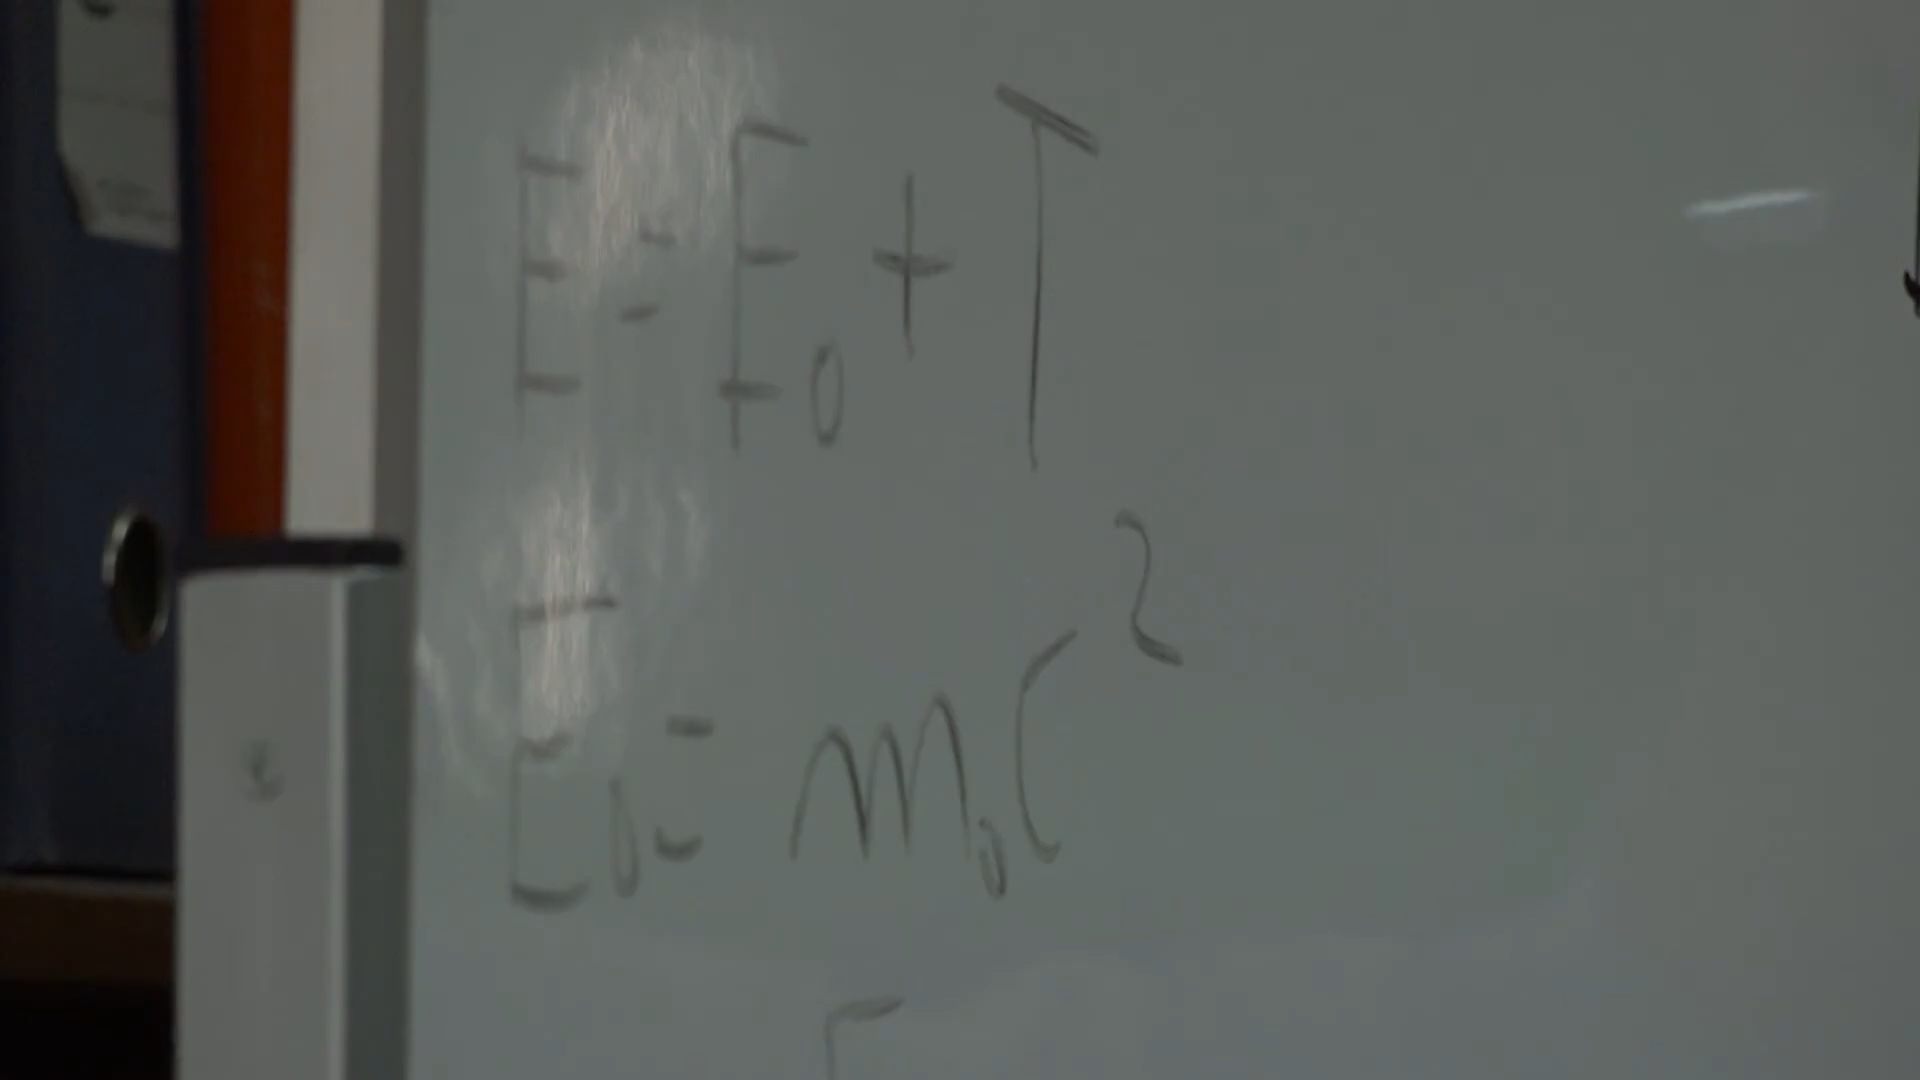 E = E₀ + T
E₀ = m₀c²